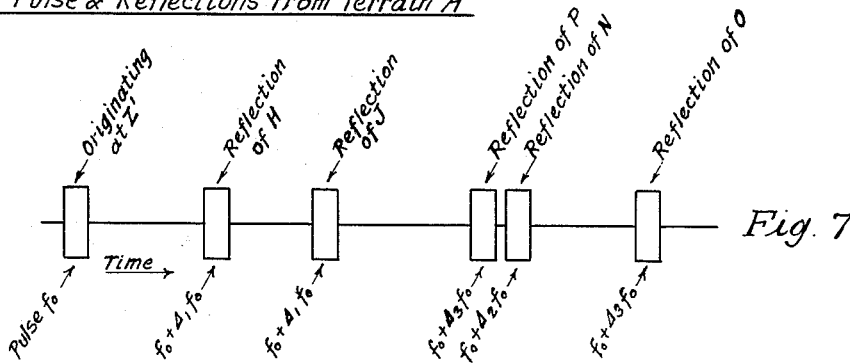 Pulse & Reflections from Terrain A
Originating
at Z'
Reflection
of H
Reflection
of J
Reflection of P
Reflection of N
Reflection of O
Fig. 7
Time
Pulse f₀
f₀+Δ₁f₀
f₀+Δ₁f₀
f₀+Δ₃f₀
f₀+Δ₂f₀
f₀+Δ₃f₀